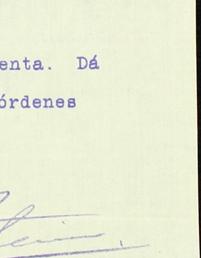 enta. Dá
órdenes